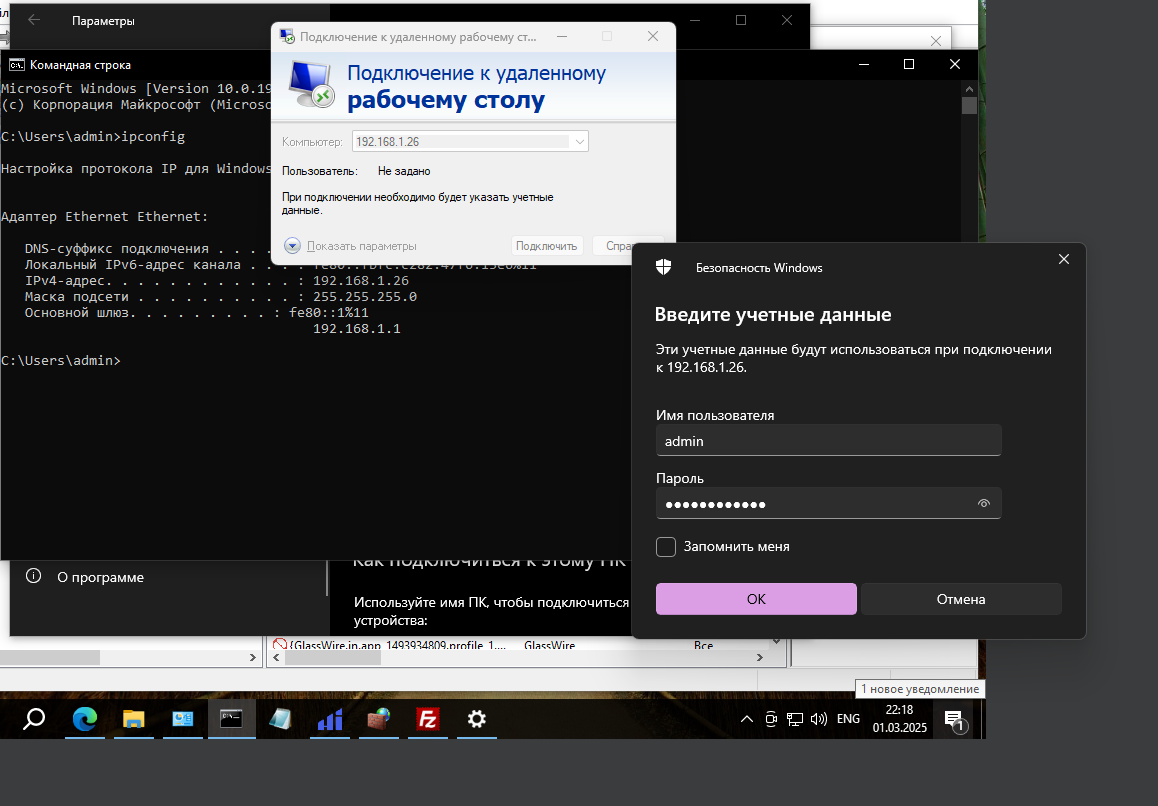 Параметры
Подключение к удаленному рабочему ст...
Командная строка
Подключение к удаленному
рабочему столу
Microsoft Windows [Version 10.0.19
(c) Корпорация Майкрософт (Microsо
Компьютер: 192.168.1.26
C:\Users\admin>ipconfig
Пользователь: Не задано
Настройка протокола IP для Windows
При подключении необходимо будет указать учетные
данные.
Адаптер Ethernet Ethernet:
Показать параметры
Подключить
DNS-суффикс подключения . . . .
Локальный IPv6-адрес канала . . . . :
IPv4-адрес. . . . . . . . . . . . : 192.168.1.26
Маска подсети . . . . . . . . . . : 255.255.255.0
Основной шлюз. . . . . . . . . : fe80::1%11
192.168.1.1
C:\Users\admin>
Безопасность Windows
Введите учетные данные
Эти учетные данные будут использоваться при подключении
к 192.168.1.26.
Имя пользователя
admin
Пароль
●●●●●●●●●●●●
Запомнить меня
ОК
Отмена
Как подключиться к этому ПК
О программе
Используйте имя ПК, чтобы подключиться
устройства:
{GlassWire.in.app_1493934809.profile_1.... GlassWire Все
1 новое уведомление
ENG
22:18
01.03.2025
1